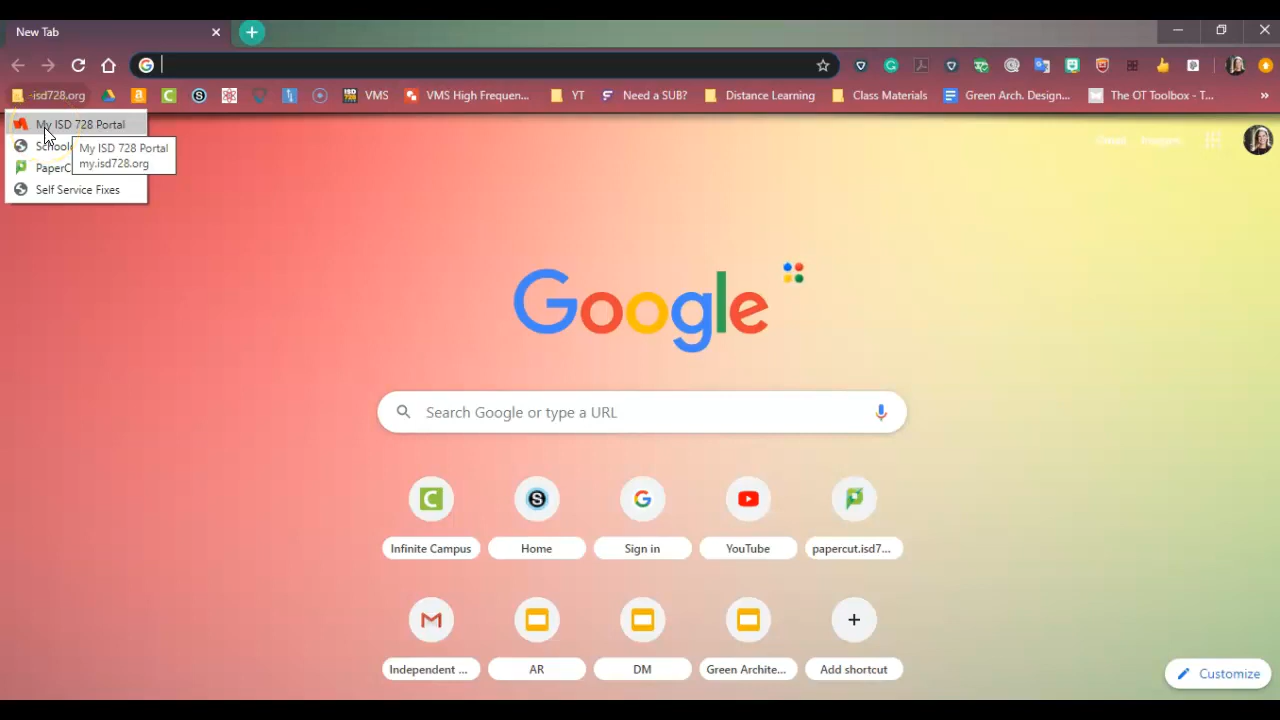 New Tab
-isd728.org
VMS
VMS High Frequen...
YT
Need a SUB?
Distance Learning
Class Materials
Green Arch. Design...
The OT Toolbox - T...
»
My ISD 728 Portal
My ISD 728 Portal
my.isd728.org
Self Service Fixes
Gmail
Images
Google
Search Google or type a URL
Infinite Campus
Home
Sign in
YouTube
papercut.isd7...
Independent ...
AR
DM
Green Archite...
Add shortcut
Customize